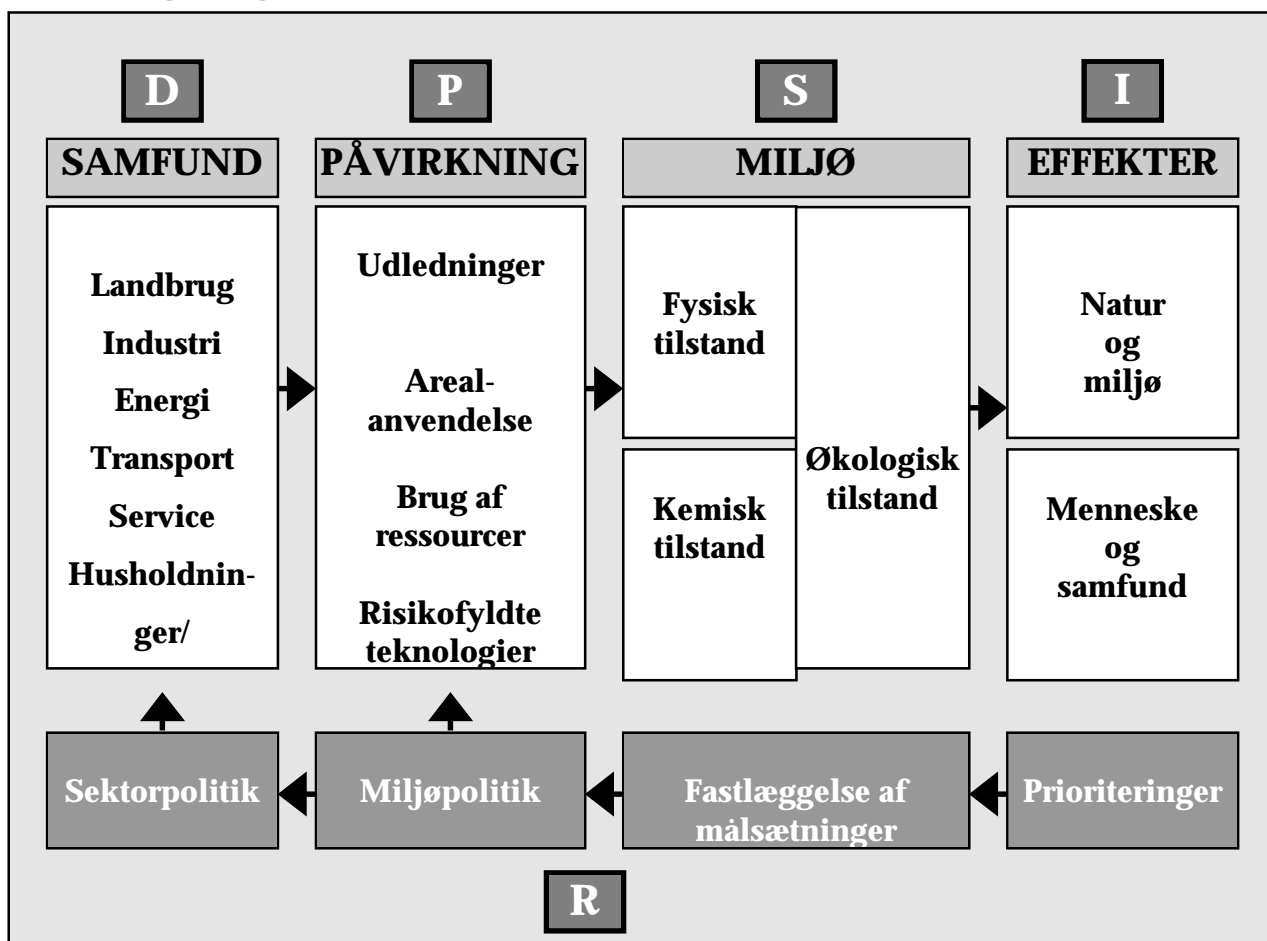 D
P
S
I
SAMFUND
PÅVIRKNING
MILJØ
EFFEKTER
Landbrug
Industri
Energi
Transport
Service
Husholdnin-
ger/
Udledninger
Areal-
anvendelse
Brug af
ressourcer
Risikofyldte
teknologier
Fysisk
tilstand
Kemisk
tilstand
Økologisk
tilstand
Natur
og
miljø
Menneske
og
samfund
Sektorpolitik
Miljøpolitik
Fastlæggelse af
målsætninger
Prioriteringer
R